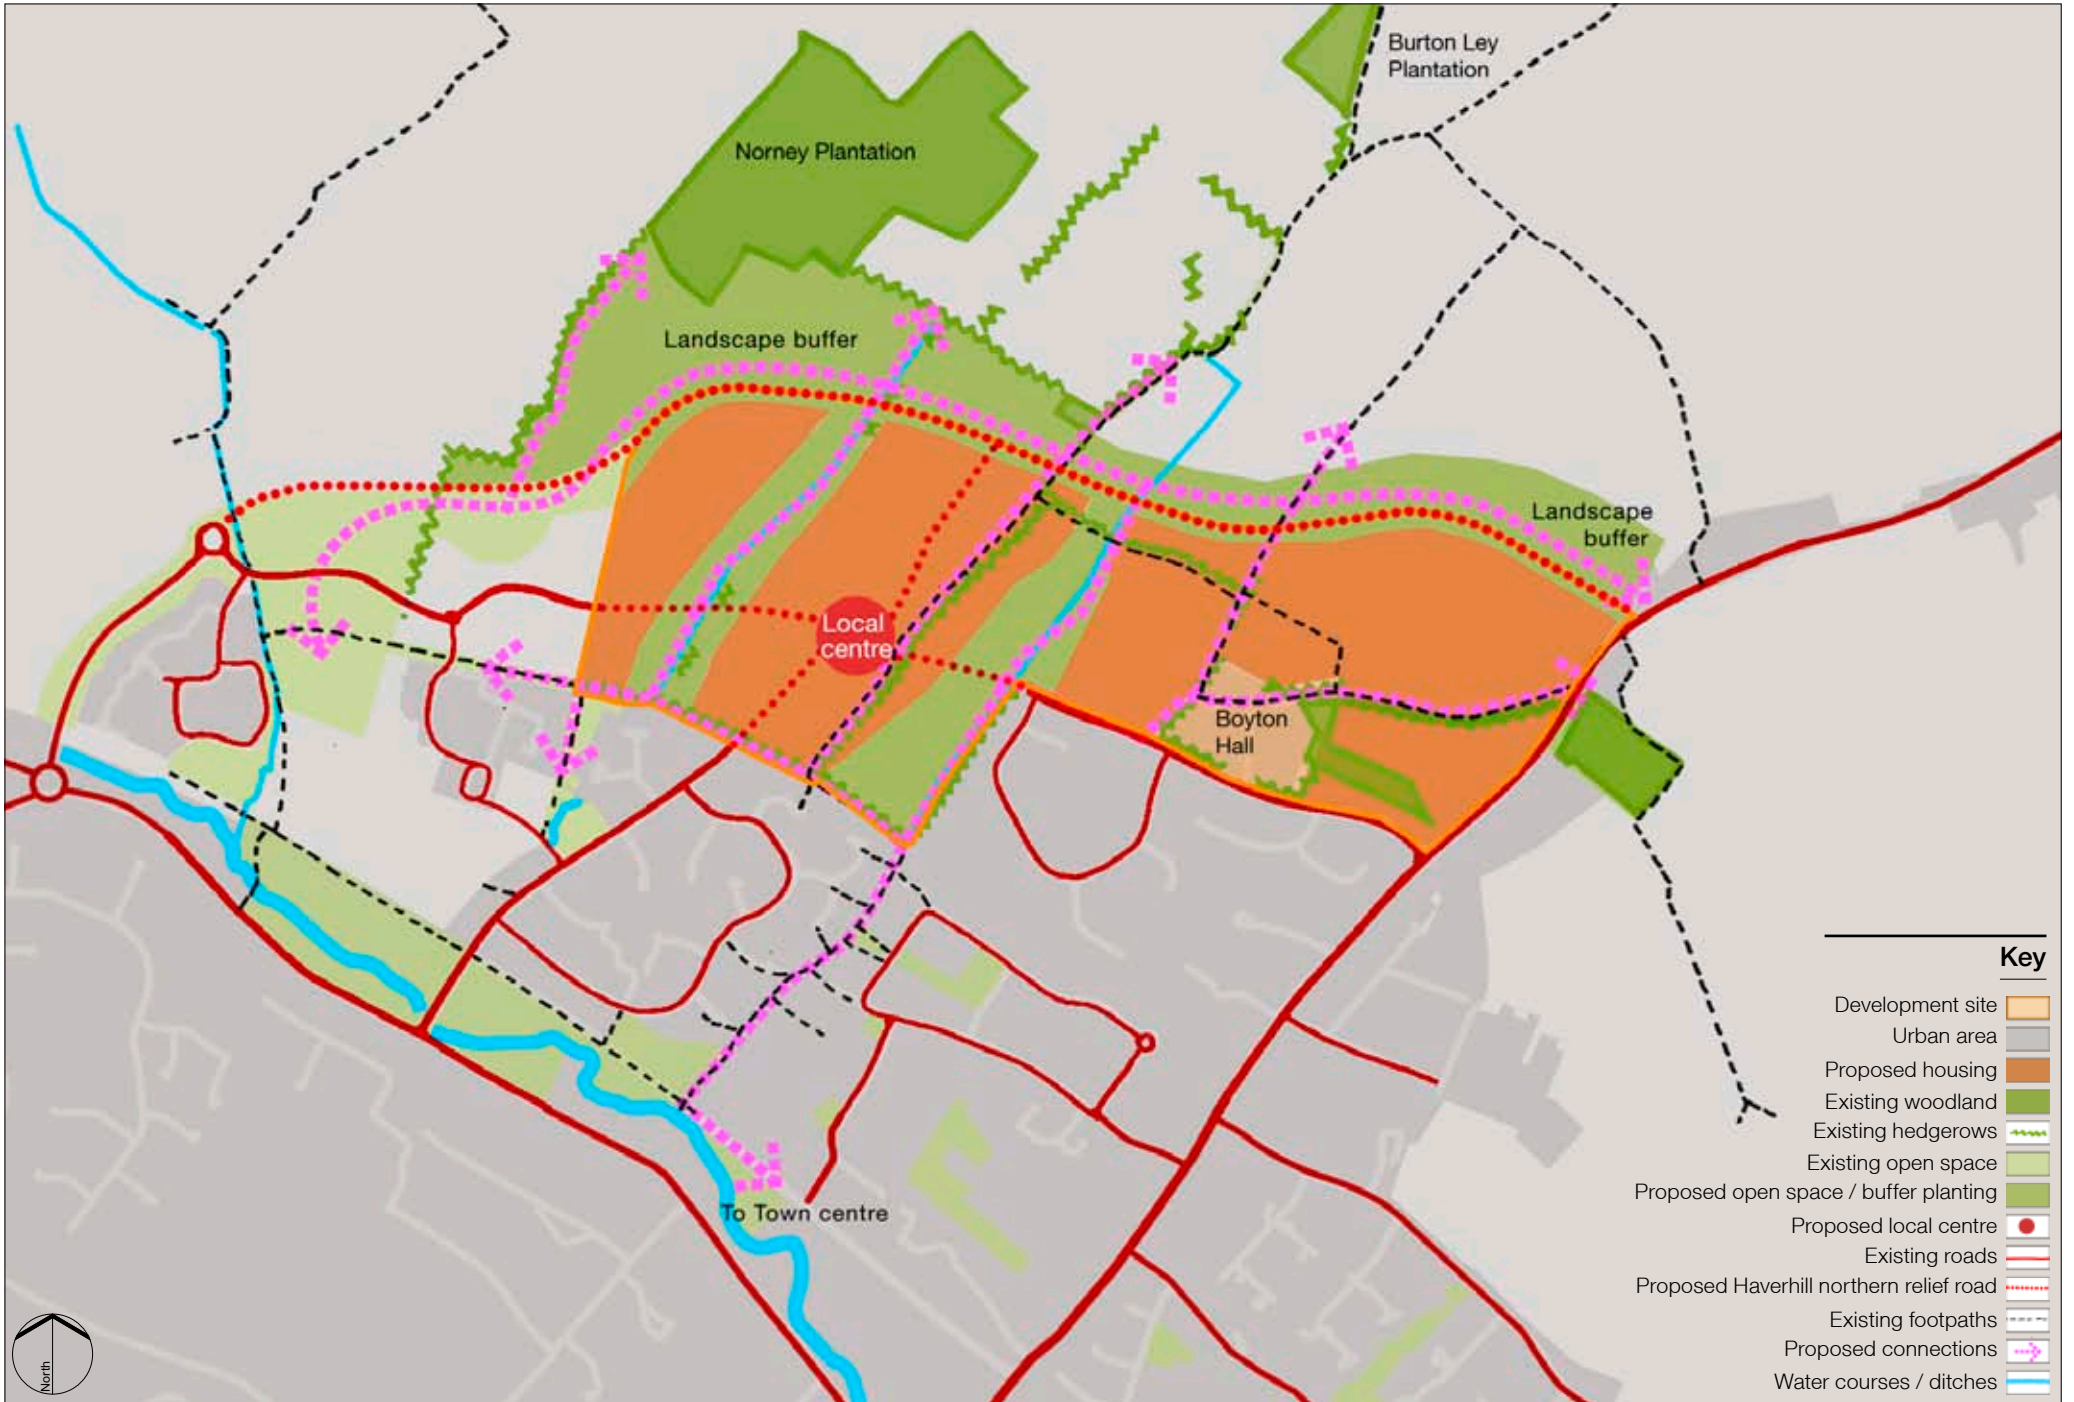 Burton Ley
Plantation
Norney Plantation
Landscape buffer
Landscape
buffer
Local
centre
Boyton
Hall
To Town centre
Key
Development site
Urban area
Proposed housing
Existing woodland
Existing hedgerows
Existing open space
Proposed open space / buffer planting
Proposed local centre
Existing roads
Proposed Haverhill northern relief road
Existing footpaths
Proposed connections
Water courses / ditches
North